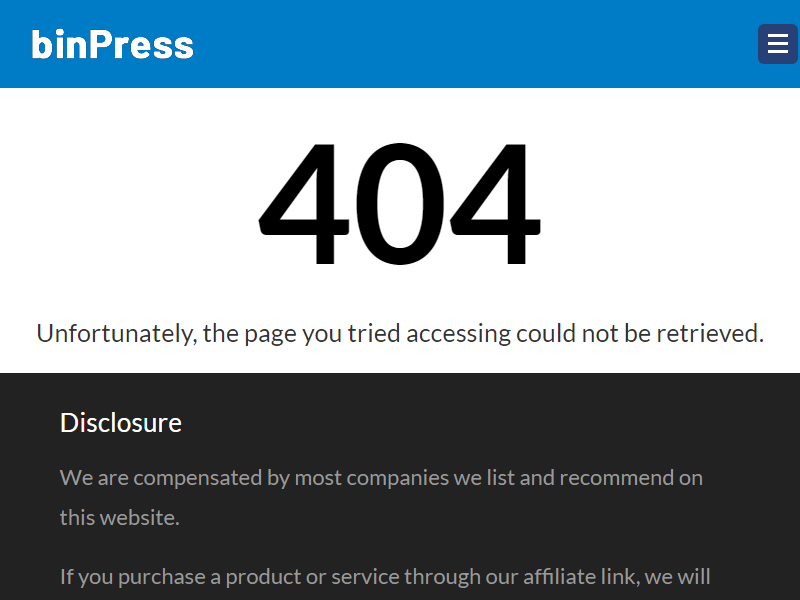 binPress
404
Unfortunately, the page you tried accessing could not be retrieved.
Disclosure
We are compensated by most companies we list and recommend on
this website.
If you purchase a product or service through our affiliate link, we will